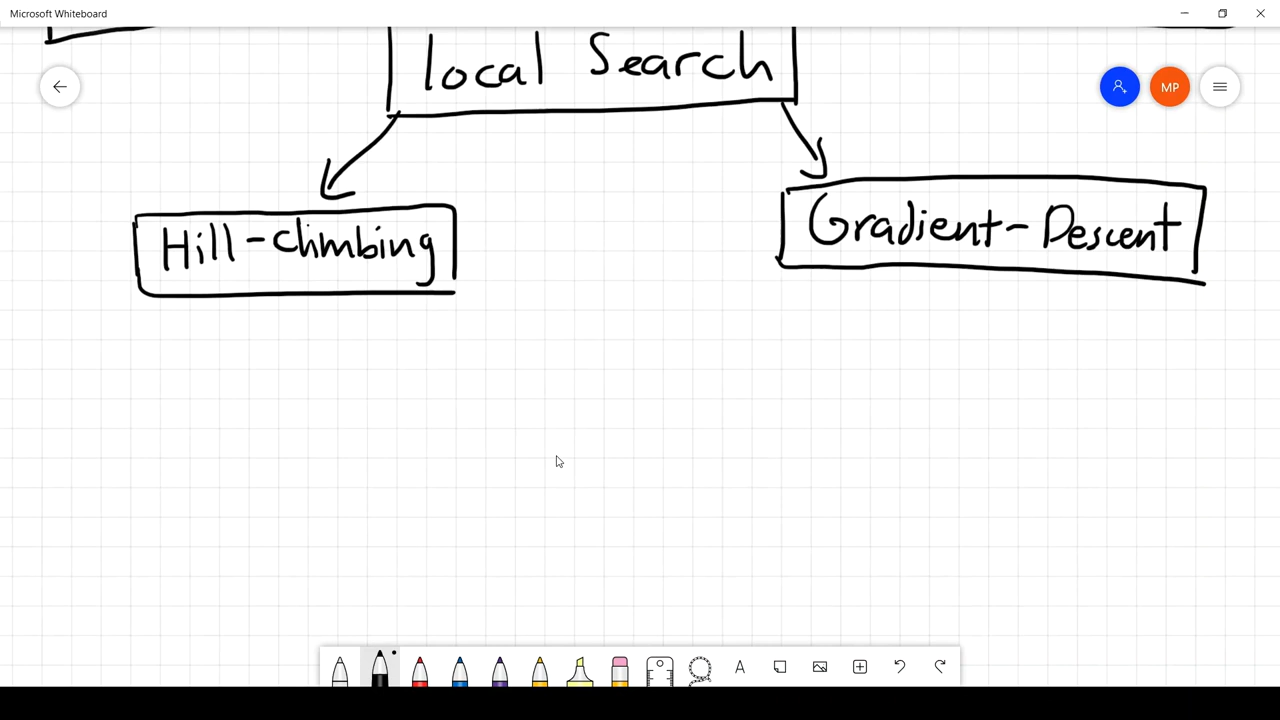 Microsoft Whiteboard
local Search
MP
Hill-Climbing
Gradient-Descent
A